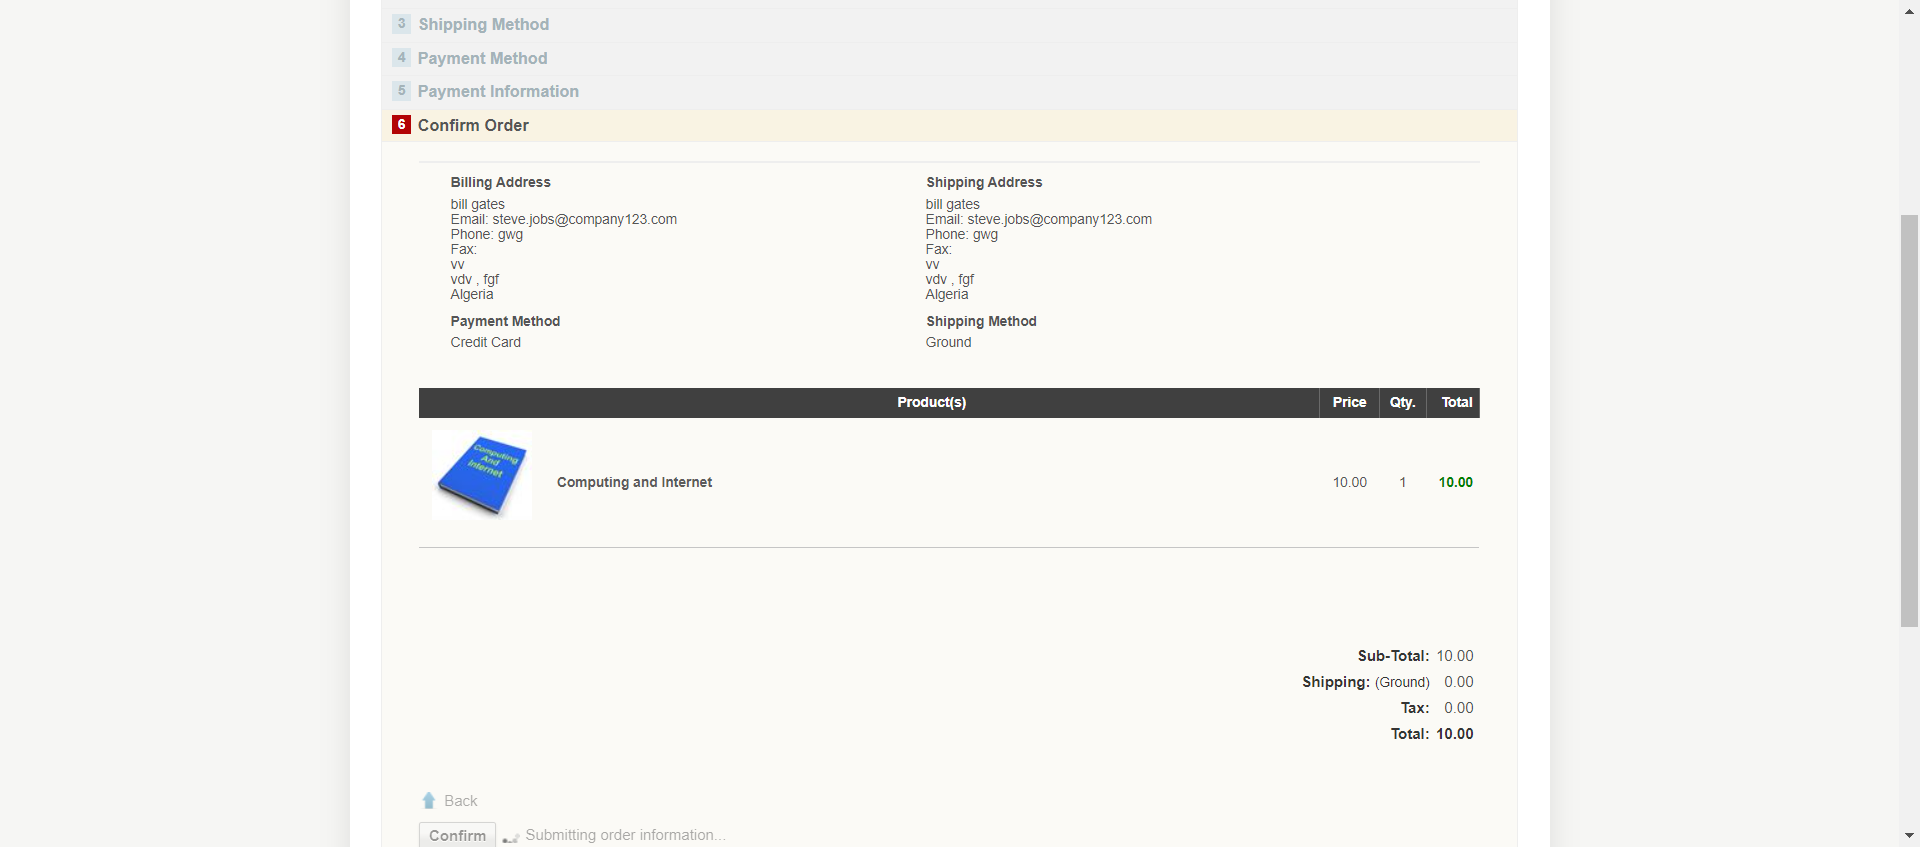 3 Shipping Method
4 Payment Method
5 Payment Information
6 Confirm Order
Billing Address
bill gates
Email: steve.jobs@company123.com
Phone: gwg
Fax:
vv
vdv , fgf
Algeria
Payment Method
Credit Card
Shipping Address
bill gates
Email: steve.jobs@company123.com
Phone: gwg
Fax:
vv
vdv , fgf
Algeria
Shipping Method
Ground
Product(s) Price Qty. Total
Computing
And
Internet
Computing and Internet 10.00 1 10.00
Sub-Total: 10.00
Shipping: (Ground) 0.00
Tax: 0.00
Total: 10.00
Back
Confirm Submitting order information...